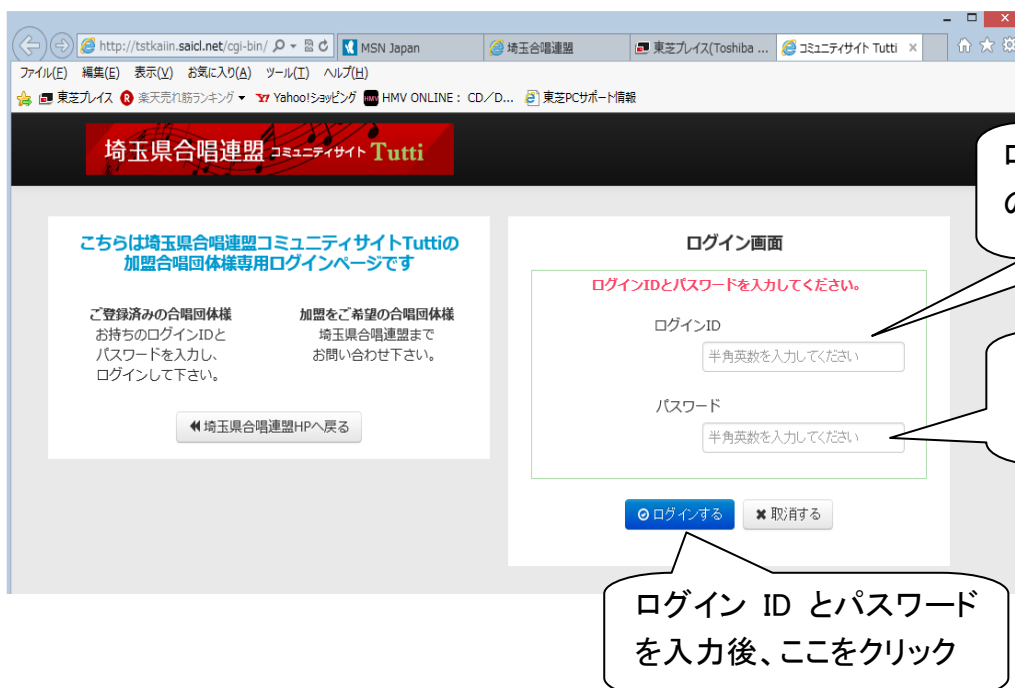 http://tstkaiin.saicl.net/cgi-bin/
MSN Japan
埼玉合唱連盟
東芝プレイス(Toshiba ...
コミュニティサイト Tutti
ファイル(F) 編集(E) 表示(V) お気に入り(A) ツール(T) ヘルプ(H)
東芝プレイス 楽天売れ筋ランキング Yahoo!ショッピング HMV ONLINE : CD/D... 東芝PCサポート情報
埼玉県合唱連盟 コミュニティサイト Tutti
こちらは埼玉県合唱連盟コミュニティサイトTuttiの
加盟合唱団体様専用ログインページです
ご登録済みの合唱団体様
お持ちのログインIDと
パスワードを入力し、
ログインして下さい。
加盟をご希望の合唱団体様
埼玉県合唱連盟まで
お問い合わせ下さい。
埼玉県合唱連盟HPへ戻る
ログイン画面
ログインIDとパスワードを入力してください。
ログインID
半角英数を入力してください
パスワード
半角英数を入力してください
ログインする
取消する
ログイン ID とパスワード
を入力後、ここをクリック